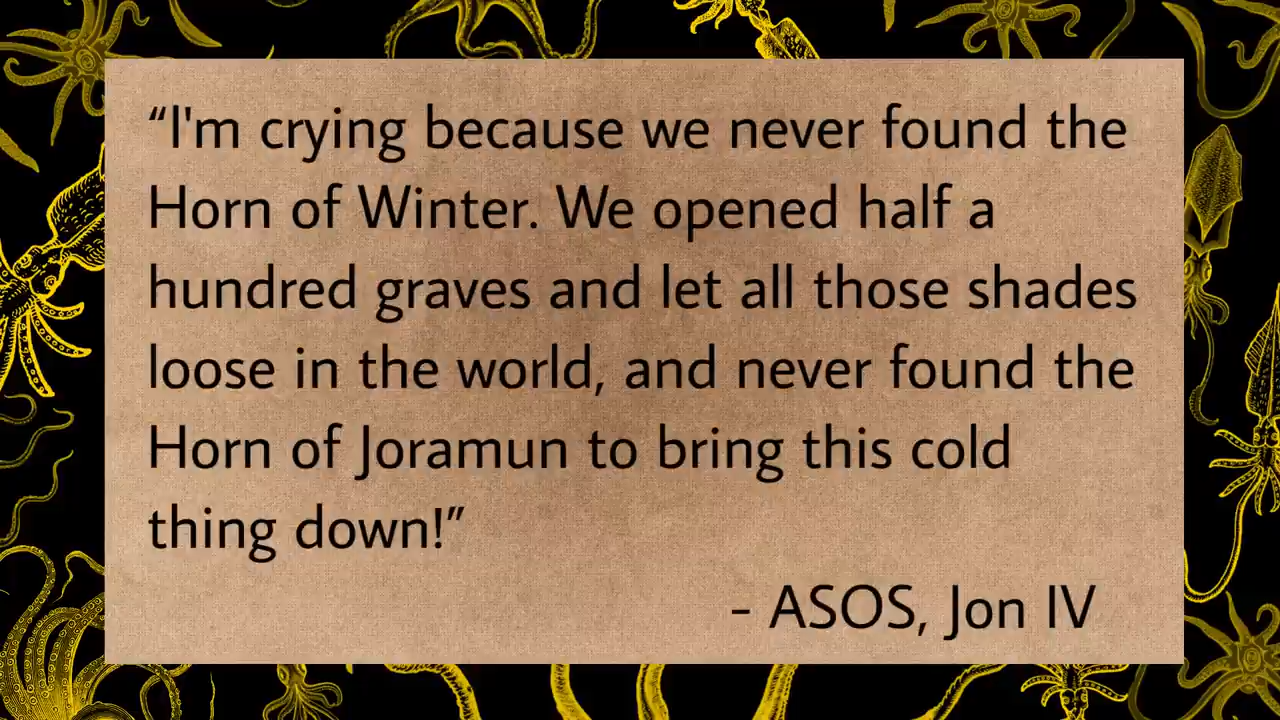 “I'm crying because we never found the
Horn of Winter. We opened half a
hundred graves and let all those shades
loose in the world, and never found the
Horn of Joramun to bring this cold
thing down!”
- ASOS, Jon IV